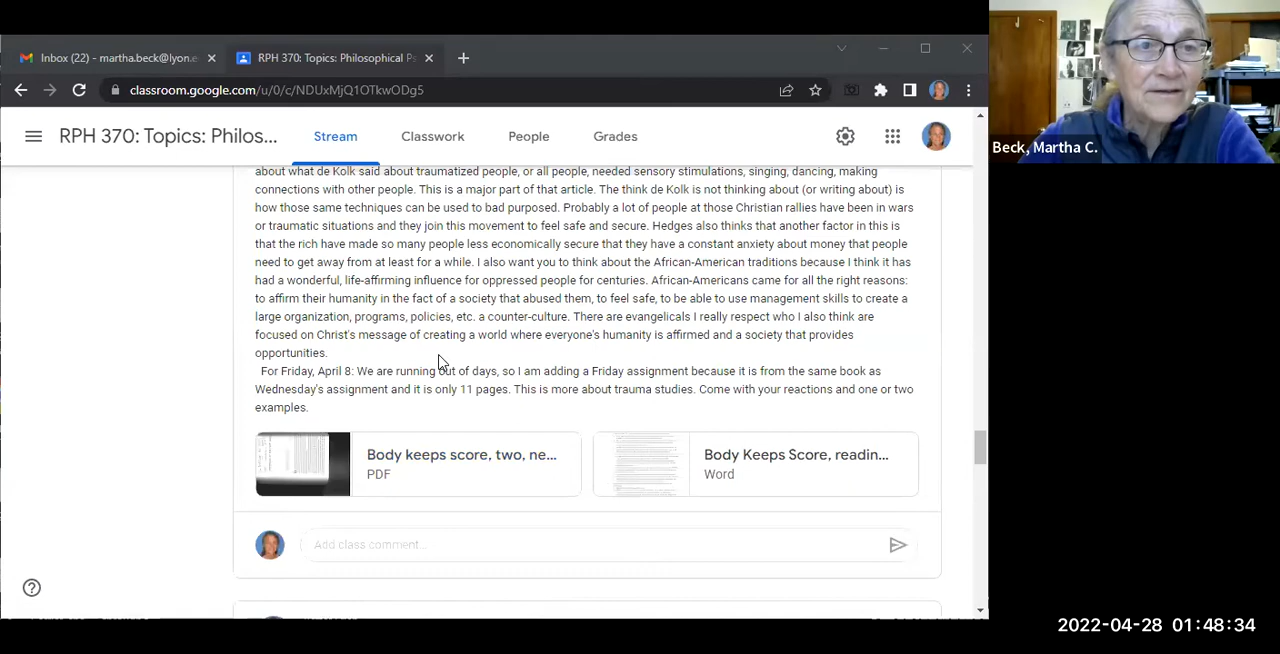 Inbox (22) - martha.beck@lyon.e
RPH 370: Topics: Philosophical Ps
classroom.google.com/u/0/c/NDUxMjQ1OTkwODg5
RPH 370: Topics: Philos...
Stream
Classwork
People
Grades
about what de Kolk said about traumatized people, or all people, needed sensory stimulations, singing, dancing, making
connections with other people. This is a major part of that article. The think de Kolk is not thinking about (or writing about) is
how those same techniques can be used to bad purposed. Probably a lot of people at those Christian rallies have been in wars
or traumatic situations and they join this movement to feel safe and secure. Hedges also thinks that another factor in this is
that the rich have made so many people less economically secure that they have a constant anxiety about money that people
need to get away from at least for a while. I also want you to think about the African-American traditions because I think it has
had a wonderful, life-affirming influence for oppressed people for centuries. African-Americans came for all the right reasons:
to affirm their humanity in the fact of a society that abused them, to feel safe, to be able to use management skills to create a
large organization, programs, policies, etc. a counter-culture. There are evangelicals I really respect who I also think are
focused on Christ's message of creating a world where everyone's humanity is affirmed and a society that provides
opportunities.
For Friday, April 8: We are running out of days, so I am adding a Friday assignment because it is from the same book as
Wednesday's assignment and it is only 11 pages. This is more about trauma studies. Come with your reactions and one or two
examples.
Body keeps score, two, ne...
PDF
Body Keeps Score, readin...
Word
Add class comment...
Beck, Martha C.
2022-04-28 01:48:34